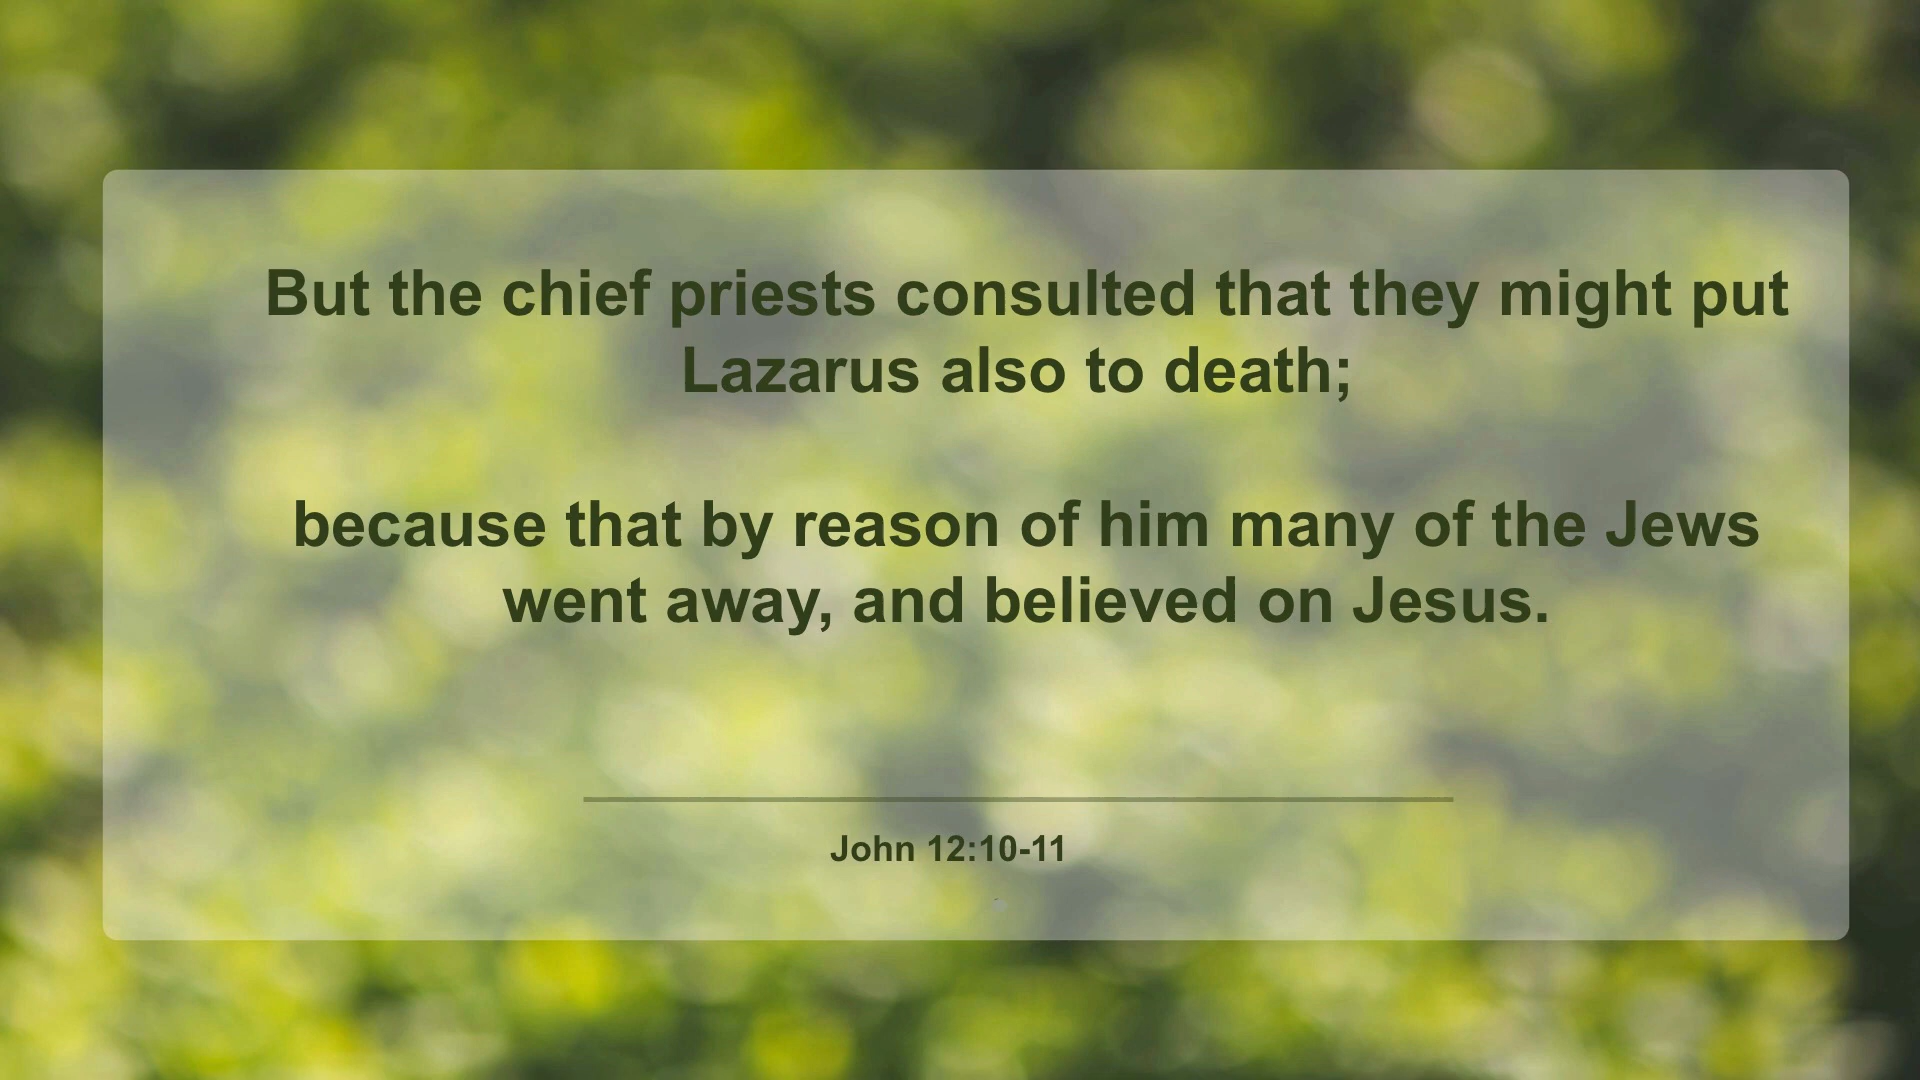 But the chief priests consulted that they might put
Lazarus also to death;
because that by reason of him many of the Jews
went away, and believed on Jesus.
John 12:10-11